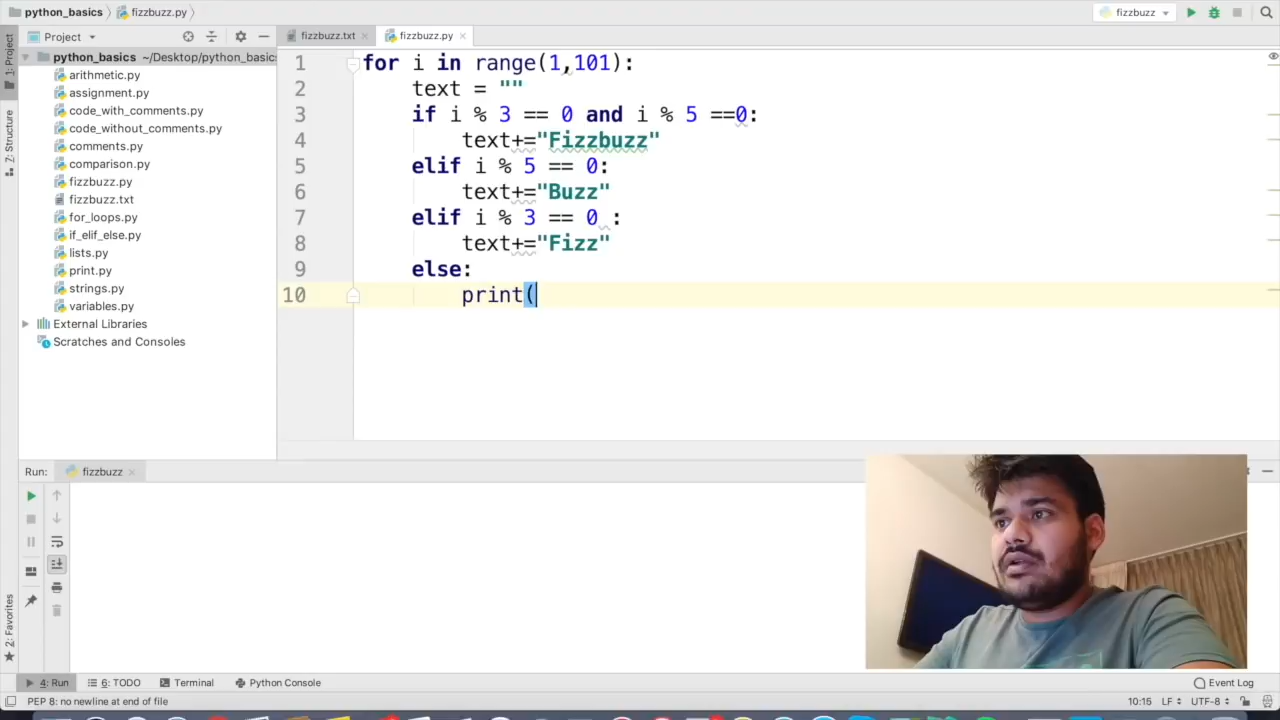 python_basics fizzbuzz.py fizzbuzz
Project fizzbuzz.txt fizzbuzz.py
1: Project
Z: Structure
2: Favorites
python_basics ~/Desktop/python_basics
arithmetic.py
assignment.py
code_with_comments.py
code_without_comments.py
comments.py
comparison.py
fizzbuzz.py
fizzbuzz.txt
for_loops.py
if_elif_else.py
lists.py
print.py
strings.py
variables.py
External Libraries
Scratches and Consoles
1 for i in range(1,101):
2 text = ""
3 if i % 3 == 0 and i % 5 ==0:
4 text+="Fizzbuzz"
5 elif i % 5 == 0:
6 text+="Buzz"
7 elif i % 3 == 0 :
8 text+="Fizz"
9 else:
10 print(
Run: fizzbuzz
4: Run 6: TODO Terminal Python Console Event Log
PEP 8: no newline at end of file 10:15 LF UTF-8